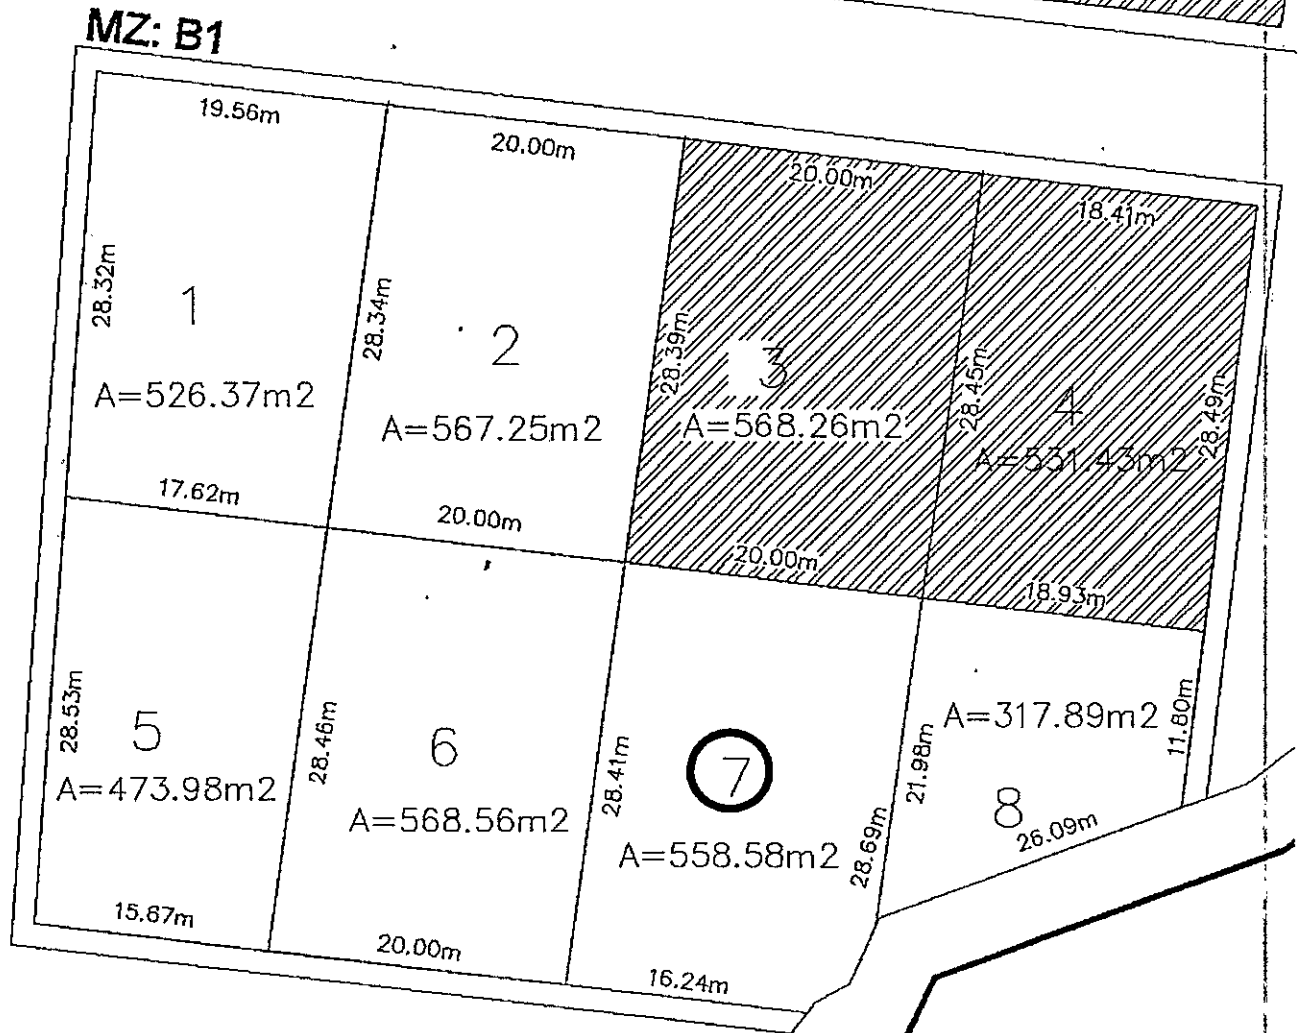 MZ: B1
19.56m
20.00m
20.00m
18.41m
28.32m
1
A=526.37m2
28.34m
2
A=567.25m2
28.39m
3
A=568.26m2
28.45m
4
A=531.43m2
28.49m
17.62m
20.00m
20.00m
18.93m
28.53m
5
A=473.98m2
28.46m
6
A=568.56m2
28.41m
7
A=558.58m2
28.69m
21.98m
A=317.89m2
8
11.80m
26.09m
15.67m
20.00m
16.24m